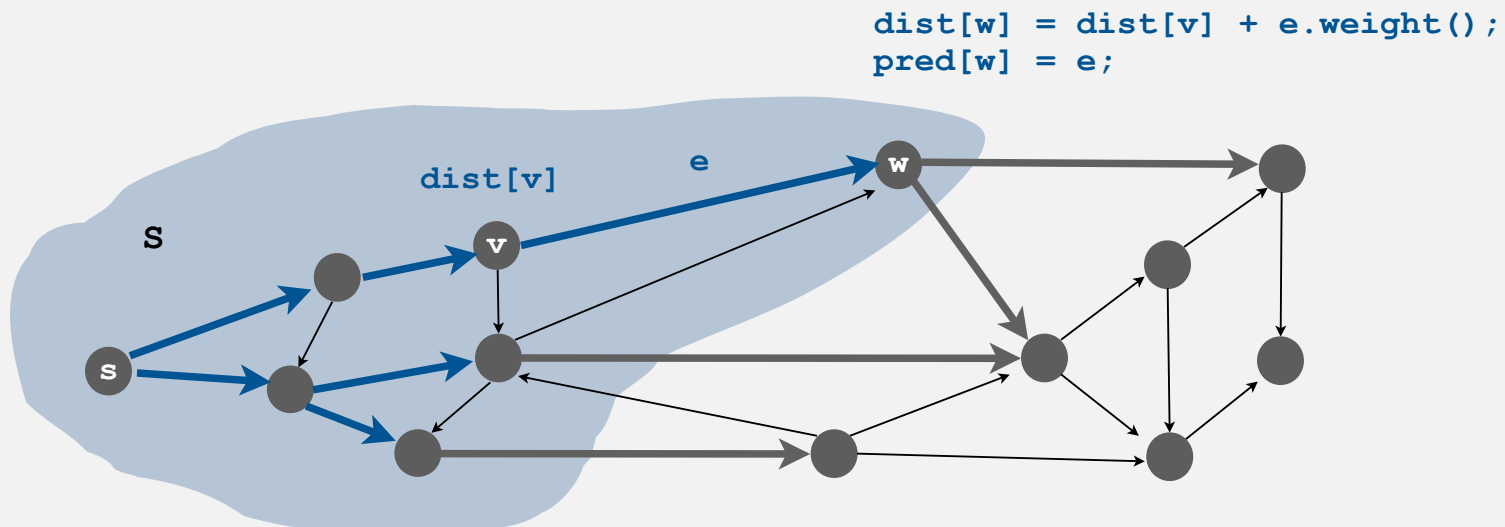 dist[w] = dist[v] + e.weight();
pred[w] = e;
e
w
dist[v]
S
v
s